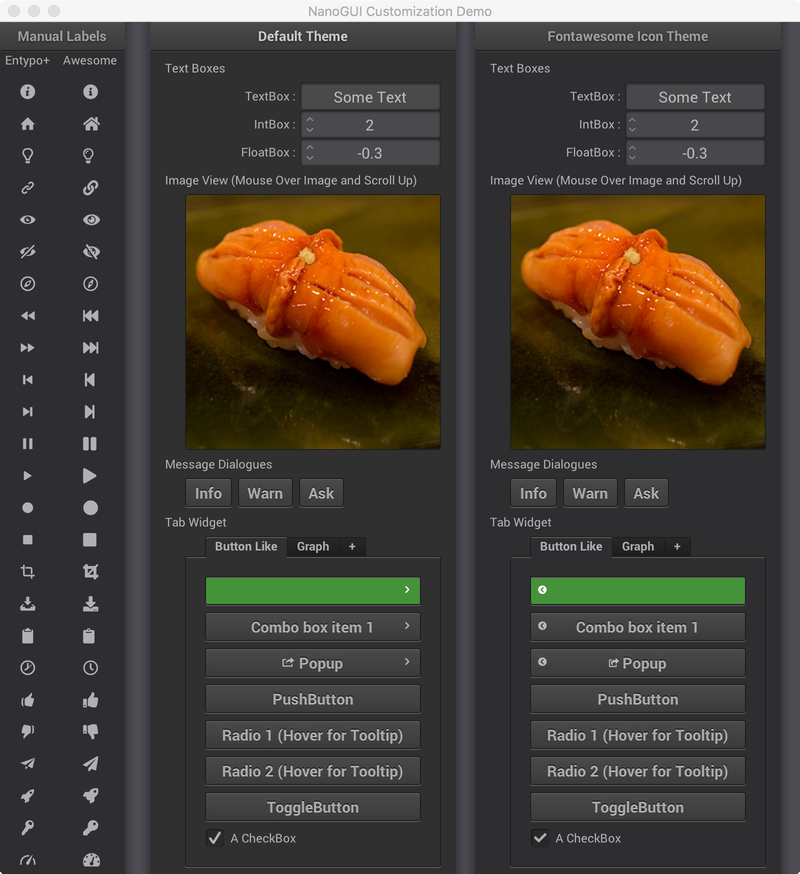 NanoGUI Customization Demo
Manual Labels
Entypo+ Awesome
Default Theme
Text Boxes
TextBox : Some Text
IntBox : 2
FloatBox : -0.3
Image View (Mouse Over Image and Scroll Up)
Message Dialogues
Info Warn Ask
Tab Widget
Button Like Graph +
Combo box item 1
Popup
PushButton
Radio 1 (Hover for Tooltip)
Radio 2 (Hover for Tooltip)
ToggleButton
A CheckBox
Fontawesome Icon Theme
Text Boxes
TextBox : Some Text
IntBox : 2
FloatBox : -0.3
Image View (Mouse Over Image and Scroll Up)
Message Dialogues
Info Warn Ask
Tab Widget
Button Like Graph +
Combo box item 1
Popup
PushButton
Radio 1 (Hover for Tooltip)
Radio 2 (Hover for Tooltip)
ToggleButton
A CheckBox